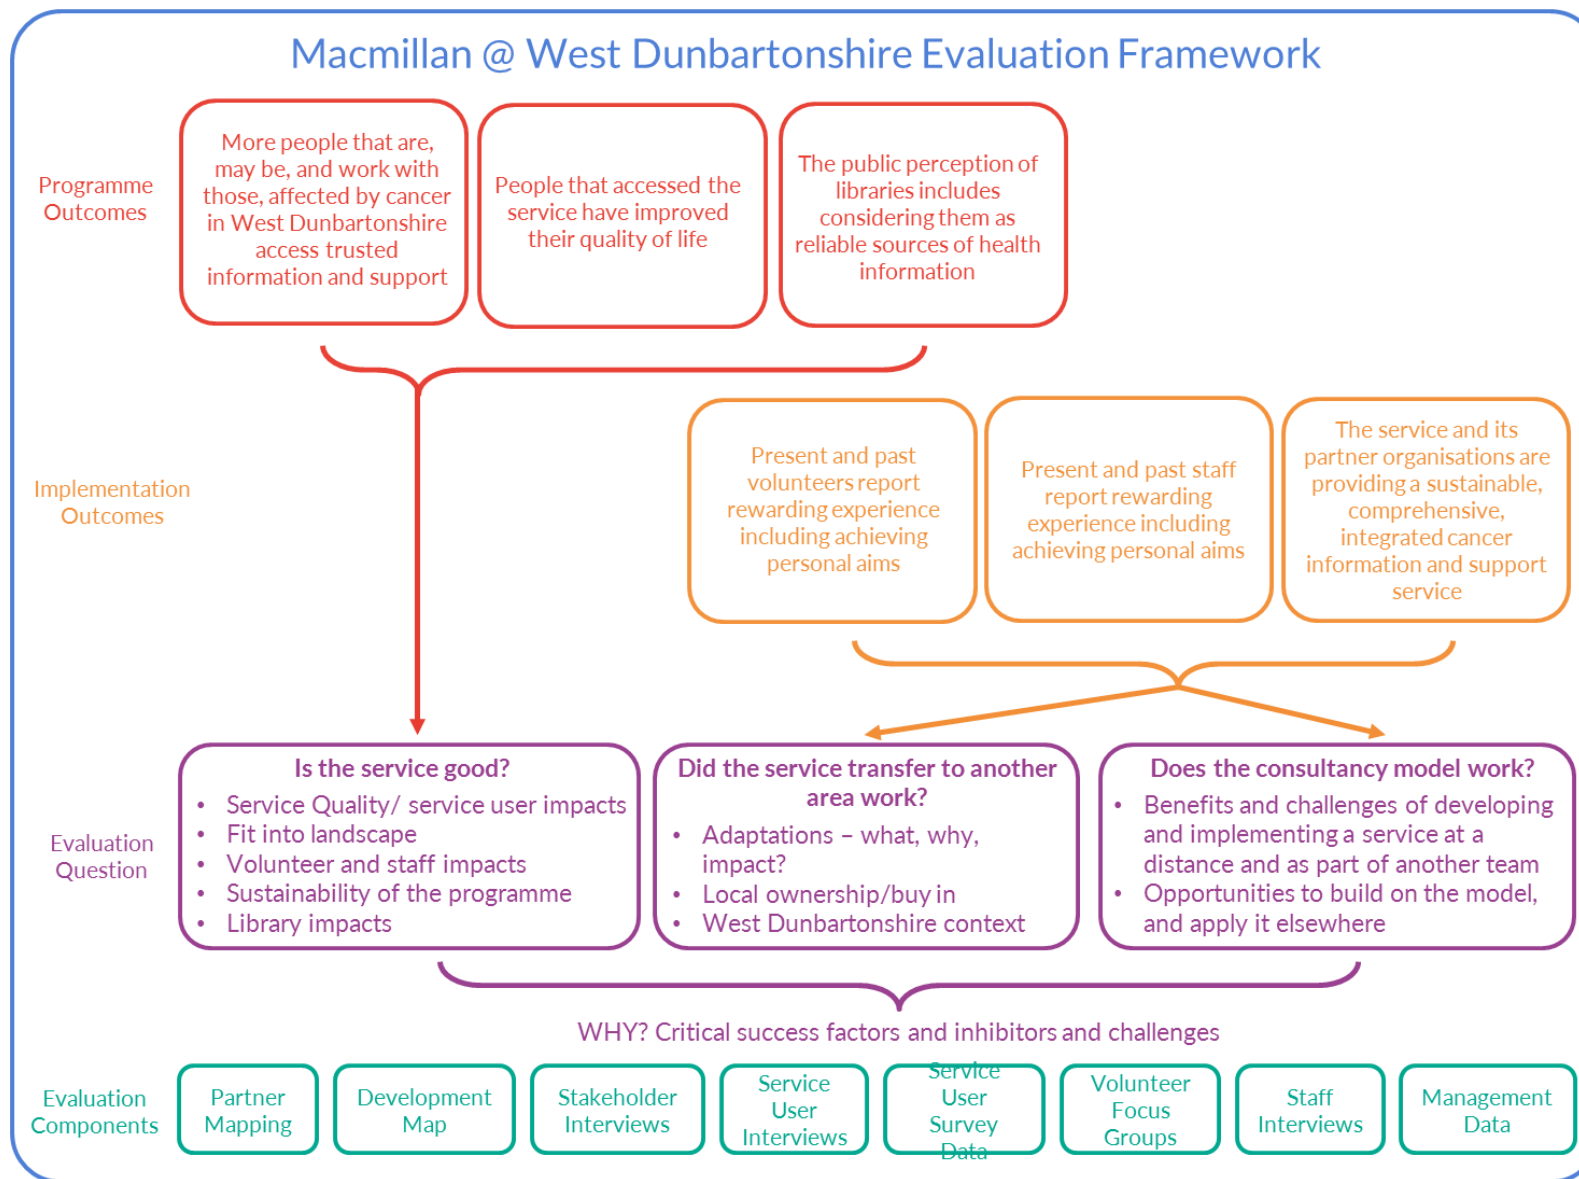 Macmillan @ West Dunbartonshire Evaluation Framework
Programme
Outcomes
More people that are,
may be, and work with
those, affected by cancer
in West Dunbartonshire
access trusted
information and support
People that accessed the
service have improved
their quality of life
The public perception of
libraries includes
considering them as
reliable sources of health
information
Implementation
Outcomes
Present and past
volunteers report
rewarding experience
including achieving
personal aims
Present and past staff
report rewarding
experience including
achieving personal aims
The service and its
partner organisations are
providing a sustainable,
comprehensive,
integrated cancer
information and support
service
Evaluation
Question
Is the service good?
• Service Quality/ service user impacts
• Fit into landscape
• Volunteer and staff impacts
• Sustainability of the programme
• Library impacts
Did the service transfer to another
area work?
• Adaptations – what, why,
impact?
• Local ownership/buy in
• West Dunbartonshire context
Does the consultancy model work?
• Benefits and challenges of developing
and implementing a service at a
distance and as part of another team
• Opportunities to build on the model,
and apply it elsewhere
WHY? Critical success factors and inhibitors and challenges
Evaluation
Components
Partner
Mapping
Development
Map
Stakeholder
Interviews
Service
User
Interviews
Service
User
Survey
Data
Volunteer
Focus
Groups
Staff
Interviews
Management
Data